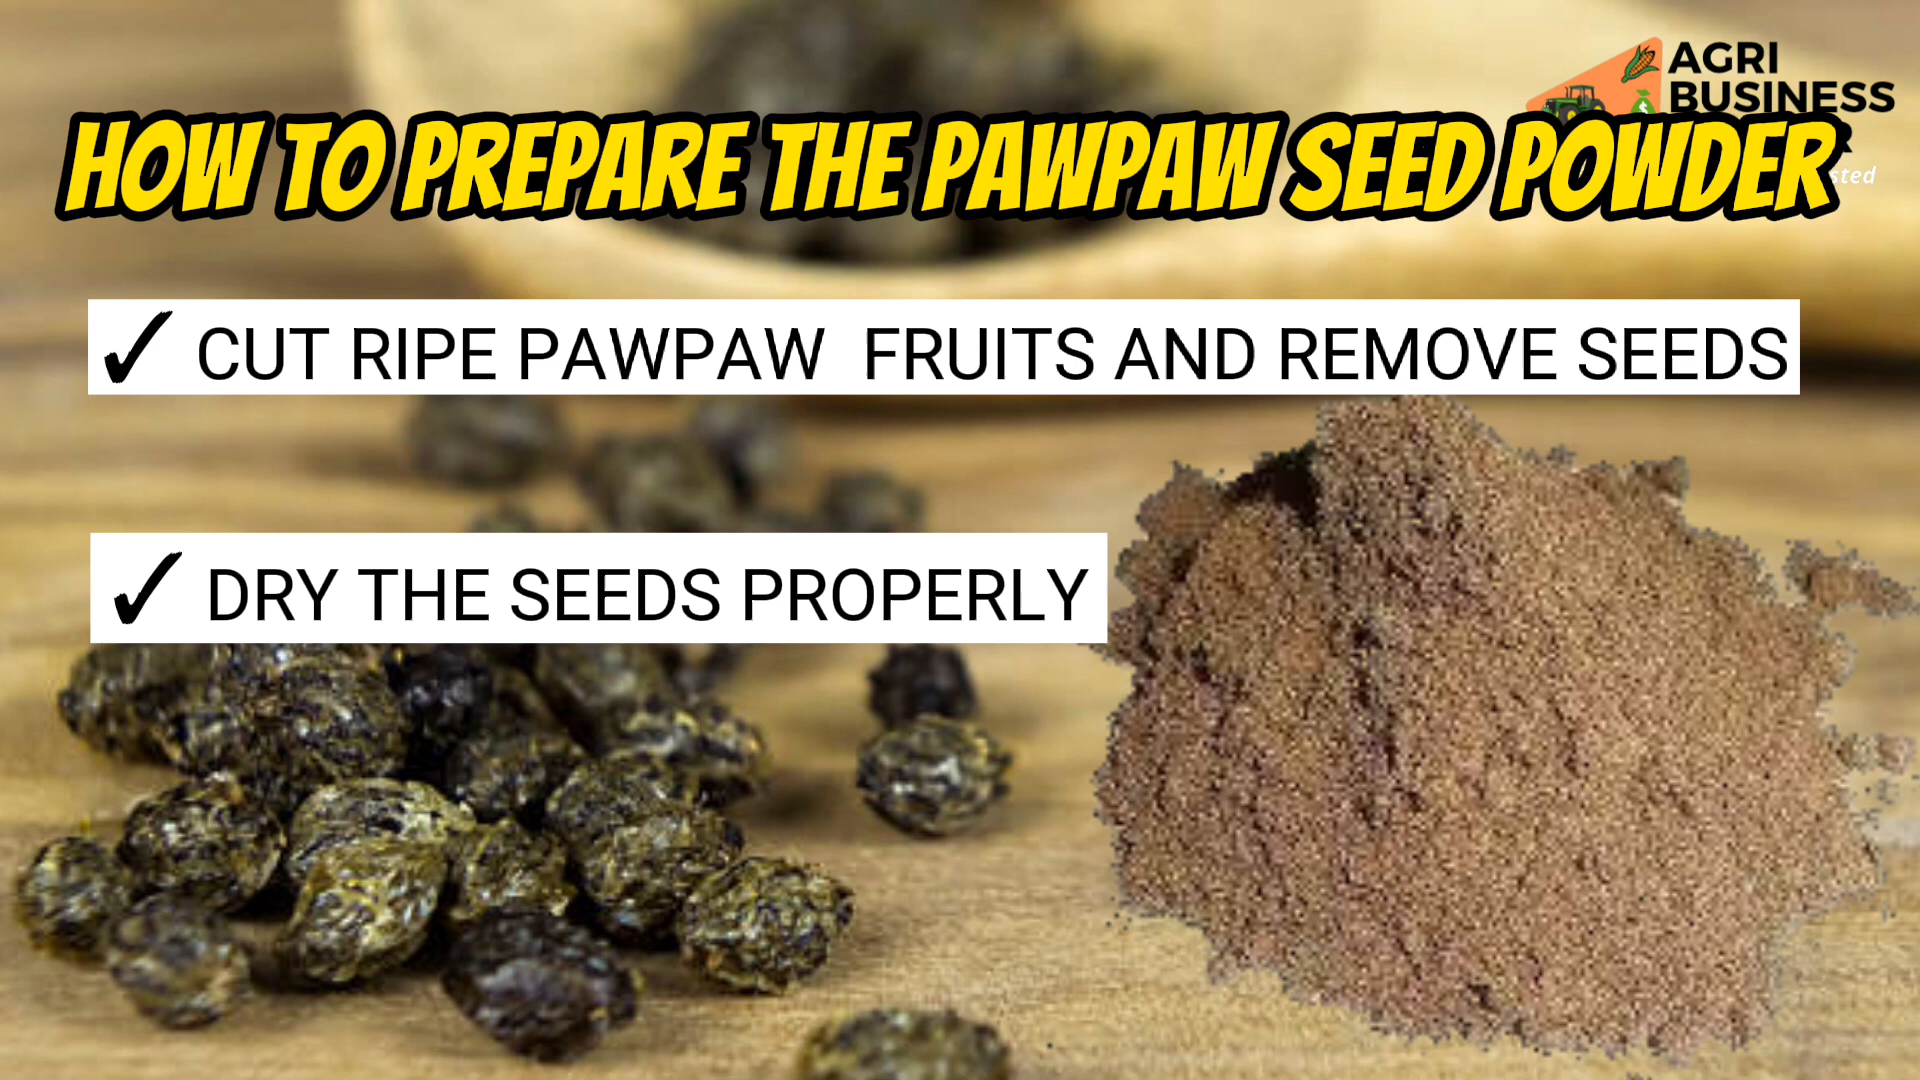 AGRI
BUSINESS
HOW TO PREPARE THE PAWPAW SEED POWDER
✓ CUT RIPE PAWPAW FRUITS AND REMOVE SEEDS
✓ DRY THE SEEDS PROPERLY